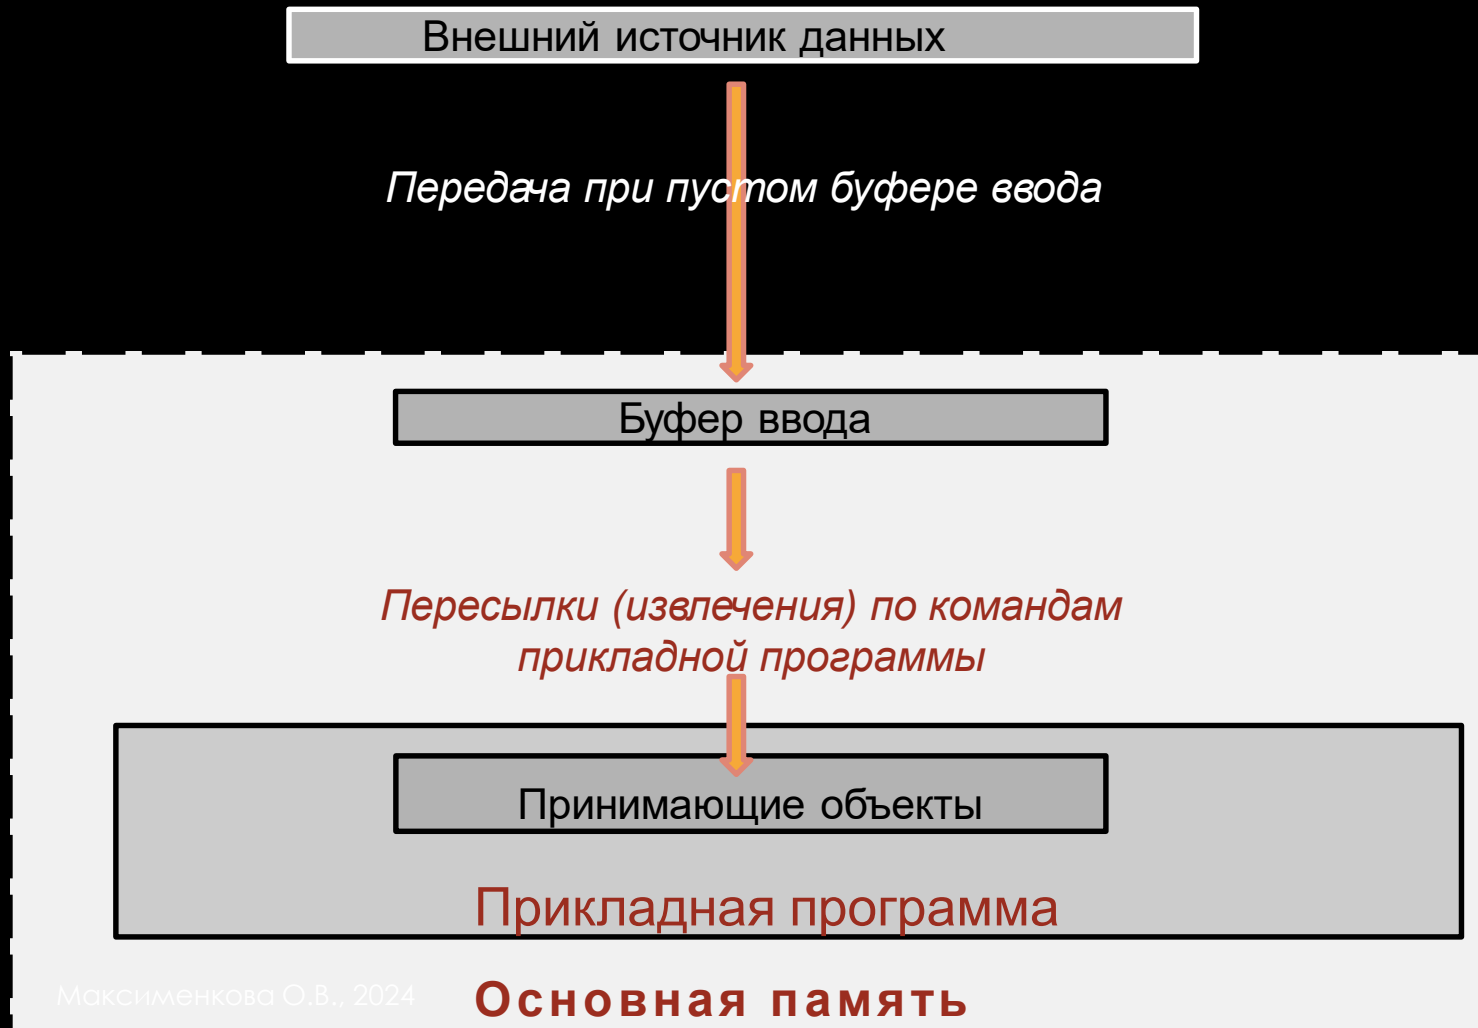 Внешний источник данных
Передача при пустом буфере ввода
Буфер ввода
Пересылки (извлечения) по командам
прикладной программы
Принимающие объекты
Прикладная программа
Максименкова О.В., 2024
Основная память